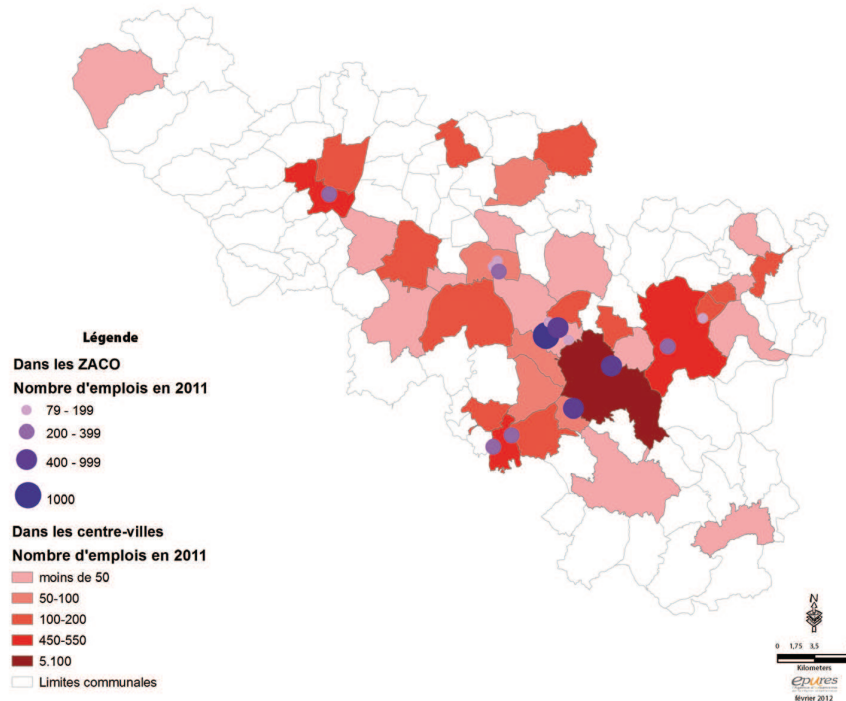 Légende
Dans les ZACO
Nombre d'emplois en 2011
79 - 199
200 - 399
400 - 999
1000
Dans les centre-villes
Nombre d'emplois en 2011
moins de 50
50-100
100-200
450-550
5.100
Limites communales
N
0 1,75 3,5
Kilometers
epures
février 2012